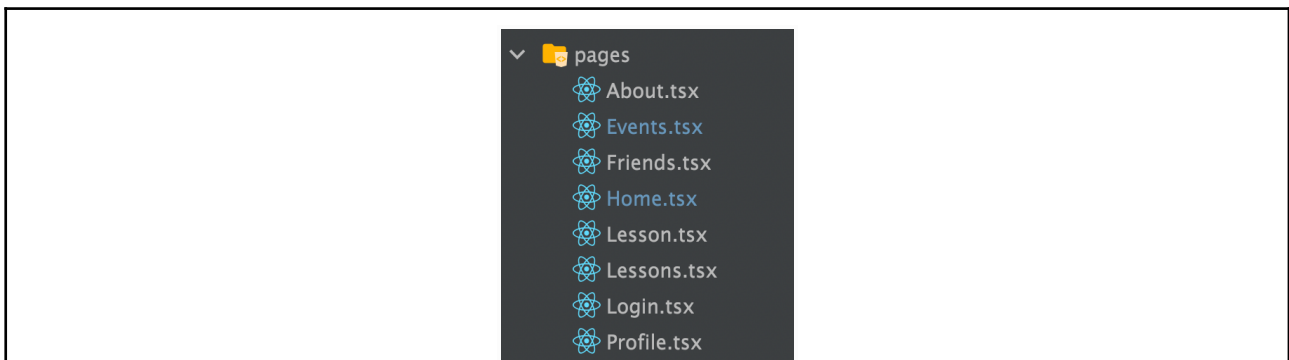 pages
About.tsx
Events.tsx
Friends.tsx
Home.tsx
Lesson.tsx
Lessons.tsx
Login.tsx
Profile.tsx